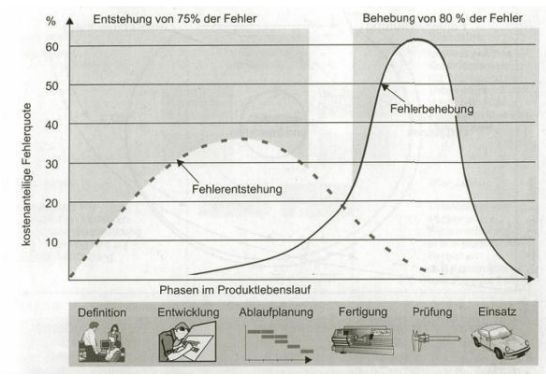 Entstehung von 75% der Fehler
Behebung von 80 % der Fehler
%
60
50
40
30
20
10
kostenanteilige Fehlerquote
Fehlerbehebung
Fehlerentstehung
Phasen im Produktlebenslauf
Definition
Entwicklung
Ablaufplanung
Fertigung
Prüfung
Einsatz